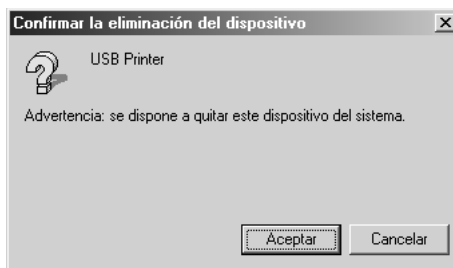 Confirmar la eliminación del dispositivo
USB Printer
Advertencia: se dispone a quitar este dispositivo del sistema.
Aceptar
Cancelar